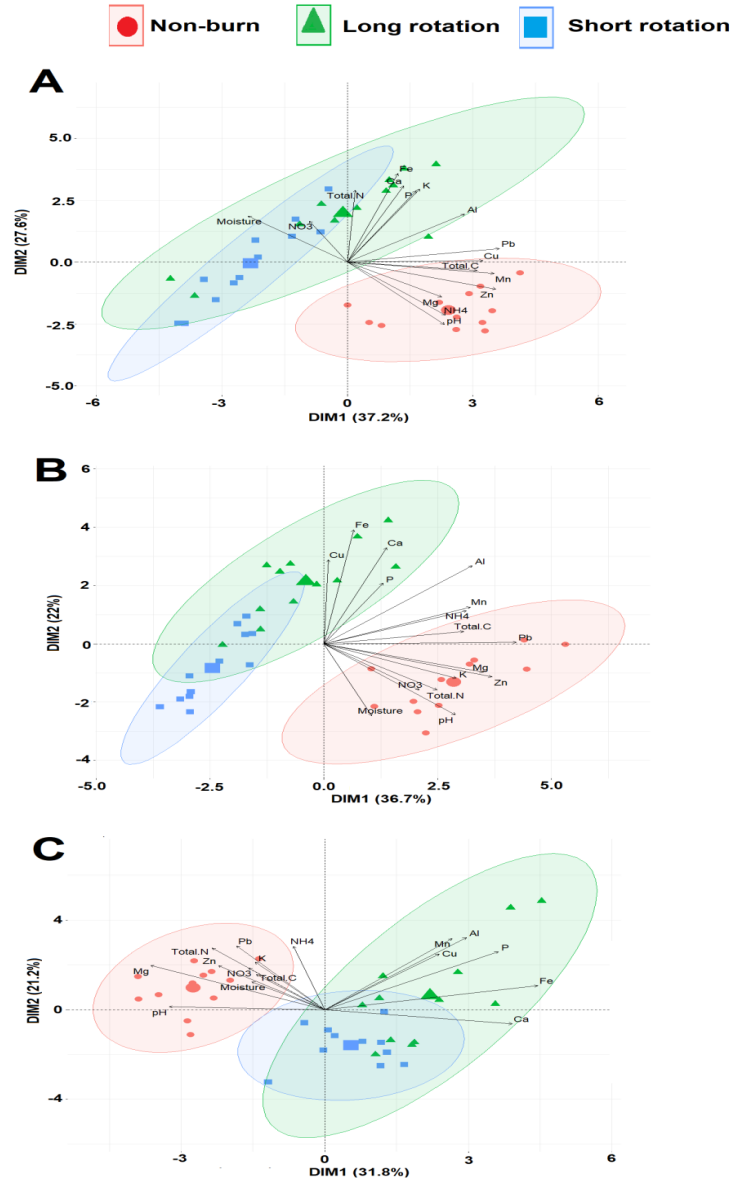 Non-burn Long rotation Short rotation
A
5.0
2.5
0.0
-2.5
-5.0
DIM2 (27.6%)
Fe
Ca
P
K
Total.N
Moisture
NO3
Al
Pb
Cu
Total.C
Mn
Zn
Mg
NH4
pH
-6 -3 0 3 6
DIM1 (37.2%)
B
6
4
2
0
-2
-4
DIM2 (22%)
Fe
Ca
Cu
P
Al
Mn
NH4
Total.C
Pb
Mg
K
Zn
NO3
Total.N
Moisture
pH
-5.0 -2.5 0.0 2.5 5.0
DIM1 (36.7%)
C
4
0
-4
DIM2 (21.2%)
Total.N
Pb
NH4
Zn
K
Mg
NO3
Total.C
Moisture
pH
Al
Mn
Cu
P
Fe
Ca
-3 0 3 6
DIM1 (31.8%)